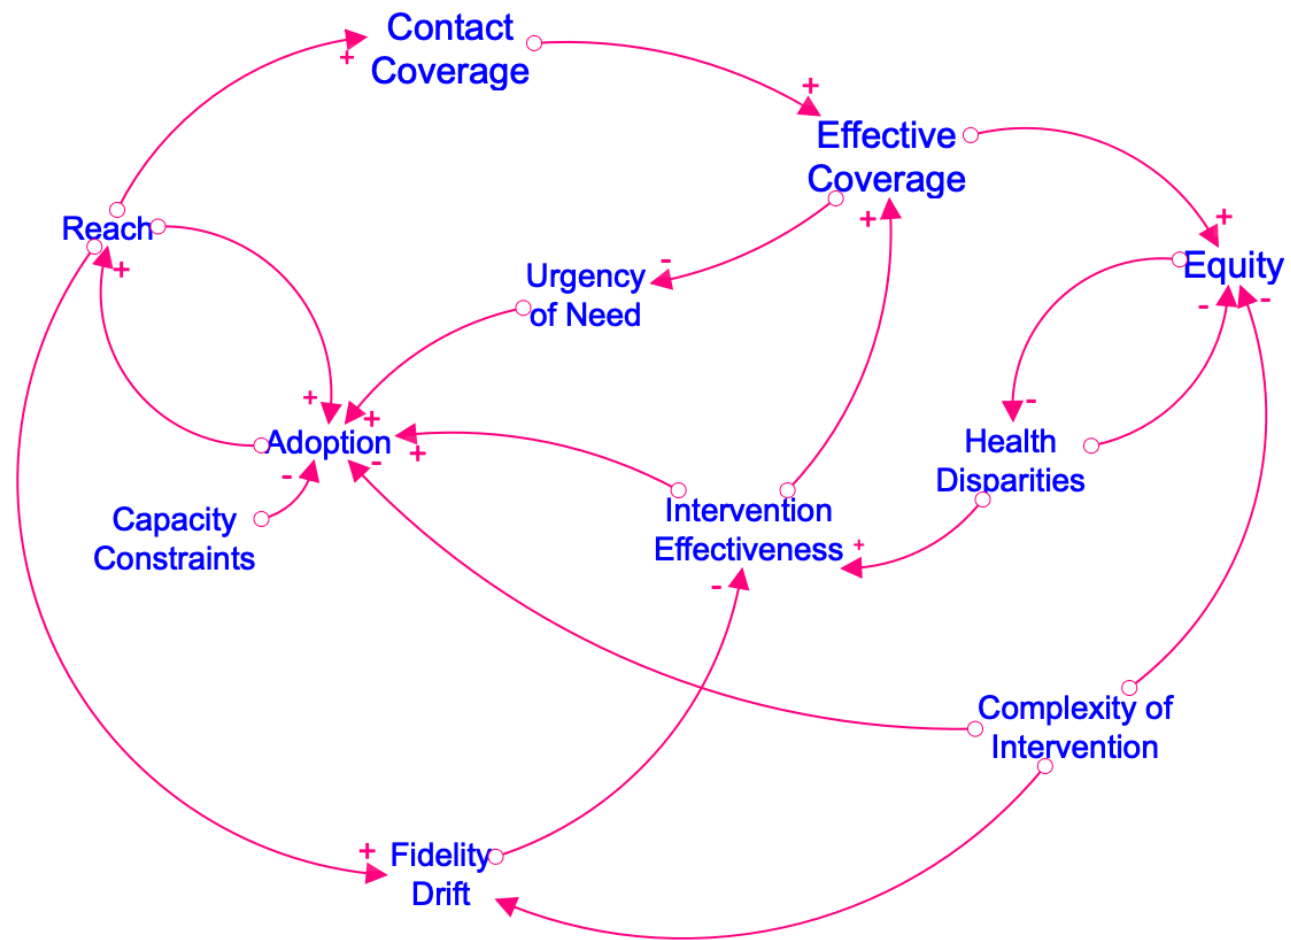 Contact
Coverage
+
+
Effective
Coverage
+
+
Reach
+
-
Urgency
of Need
Equity
-
-
+
+
-
Adoption
+
-
-
Health
Disparities
Capacity
Constraints
Intervention
Effectiveness
+
-
Complexity of
Intervention
+
Fidelity
Drift